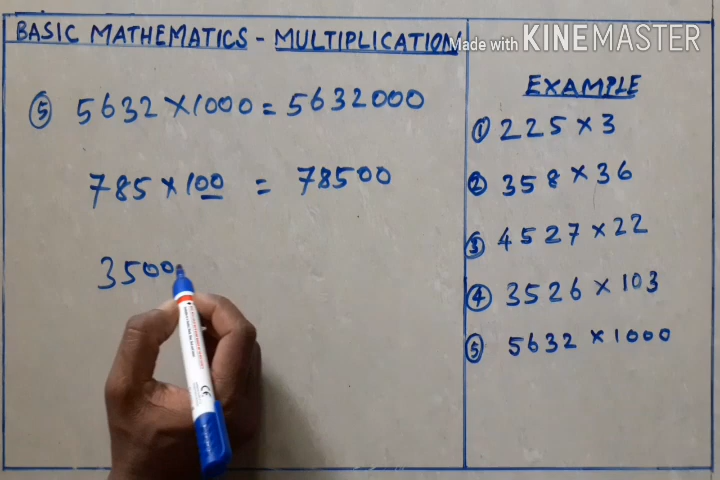 BASIC MATHEMATICS - MULTIPLICATION
Made with KINEMASTER
⑤ 5632 × 1000 = 5632000
785 × 100 = 78500
3500
EXAMPLE
① 225 × 3
② 358 × 36
③ 4527 × 22
④ 3526 × 103
⑤ 5632 × 1000